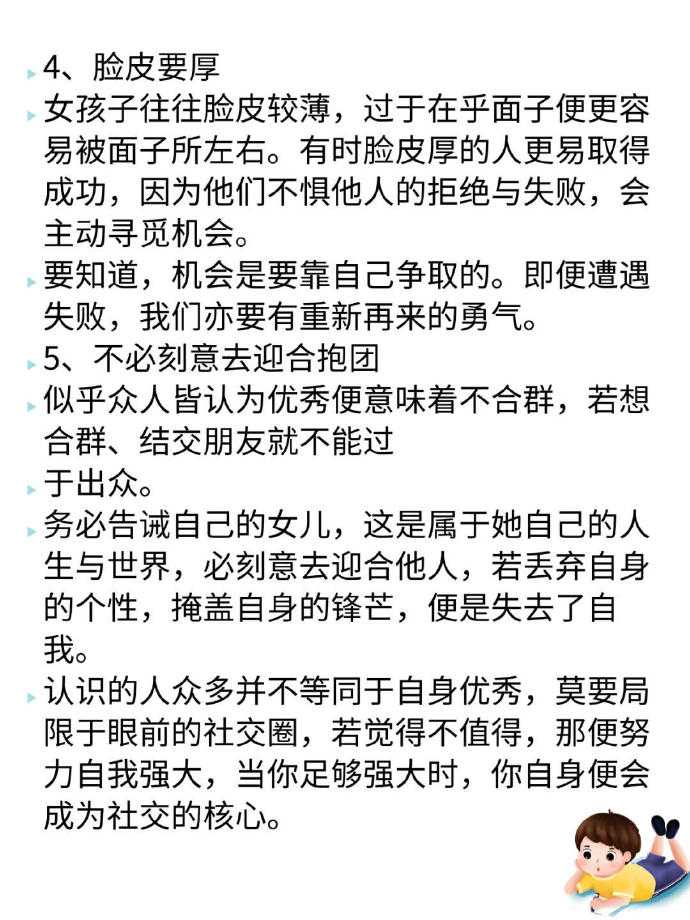 4、脸皮要厚
女孩子往往脸皮较薄，过于在乎面子便更容
易被面子所左右。有时脸皮厚的人更易取得
成功，因为他们不惧他人的拒绝与失败，会
主动寻觅机会。
要知道，机会是要靠自己争取的。即便遭遇
失败，我们亦要有重新再来的勇气。
5、不必刻意去迎合抱团
似乎众人皆认为优秀便意味着不合群，若想
合群、结交朋友就不能过
于出众。
务必告诫自己的女儿，这是属于她自己的人
生与世界，必刻意去迎合他人，若丢弃自身
的个性，掩盖自身的锋芒，便是失去了自
我。
认识的人众多并不等同于自身优秀，莫要局
限于眼前的社交圈，若觉得不值得，那便努
力自我强大，当你足够强大时，你自身便会
成为社交的核心。